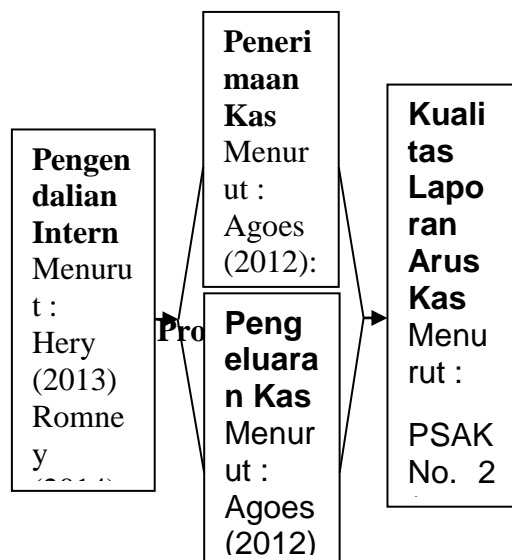 Pengen
dalian
Intern
Menuru
t :
Hery
(2013)
Romne
y
Peneri
maan
Kas
Menur
ut :
Agoes
(2012):
Pro
Peng
eluara
n Kas
Menur
ut :
Agoes
(2012)
Kuali
tas
Lapo
ran
Arus
Kas
Menu
rut :
PSAK
No. 2